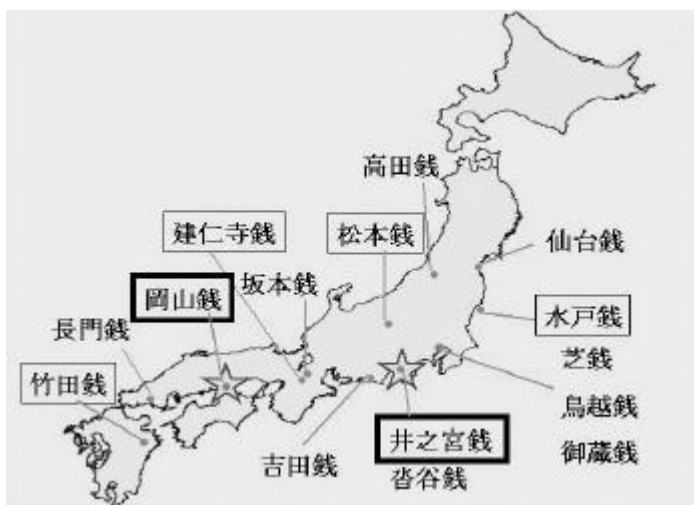 高田銭
建仁寺銭
松本銭
仙台銭
岡山銭
坂本銭
水戸銭
長門銭
芝銭
竹田銭
鳥越銭
井之宮銭
御蔵銭
吉田銭
沓谷銭